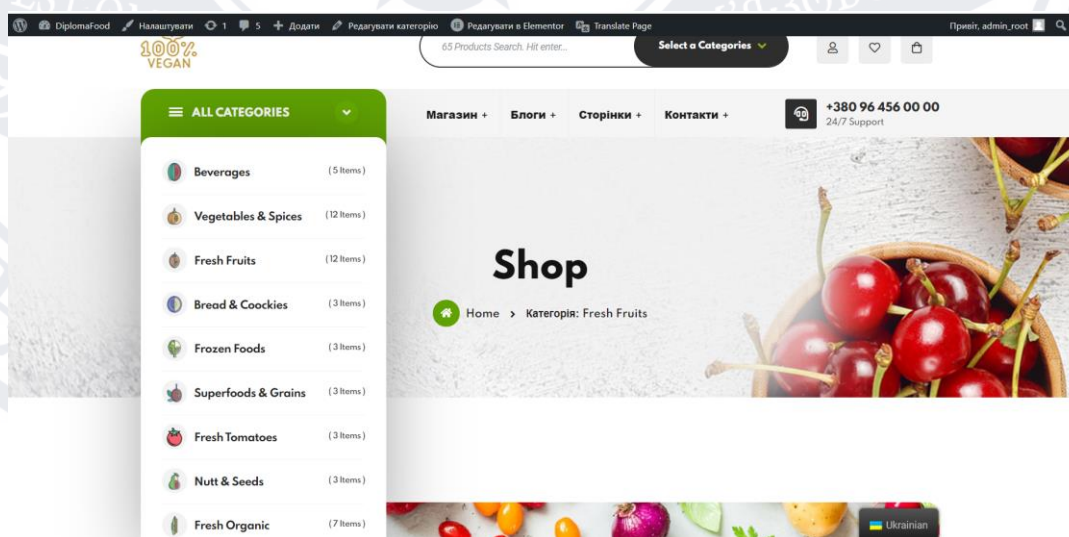 DiplomaFood Налаштувати 1 5 Додати Редагувати категорію Редагувати в Elementor Translate Page Привіт, admin_root
100%
VEGAN
65 Products Search. Hit enter...
Select a Categories
ALL CATEGORIES
Магазин + Блоги + Сторінки + Контакти +
+380 96 456 00 00
24/7 Support
Beverages (5 Items)
Vegetables & Spices (12 Items)
Fresh Fruits (12 Items)
Bread & Coockies (3 Items)
Frozen Foods (3 Items)
Superfoods & Grains (3 Items)
Fresh Tomatoes (3 Items)
Nutt & Seeds (3 Items)
Fresh Organic (7 Items)
Shop
Home > Категорія: Fresh Fruits
Ukrainian